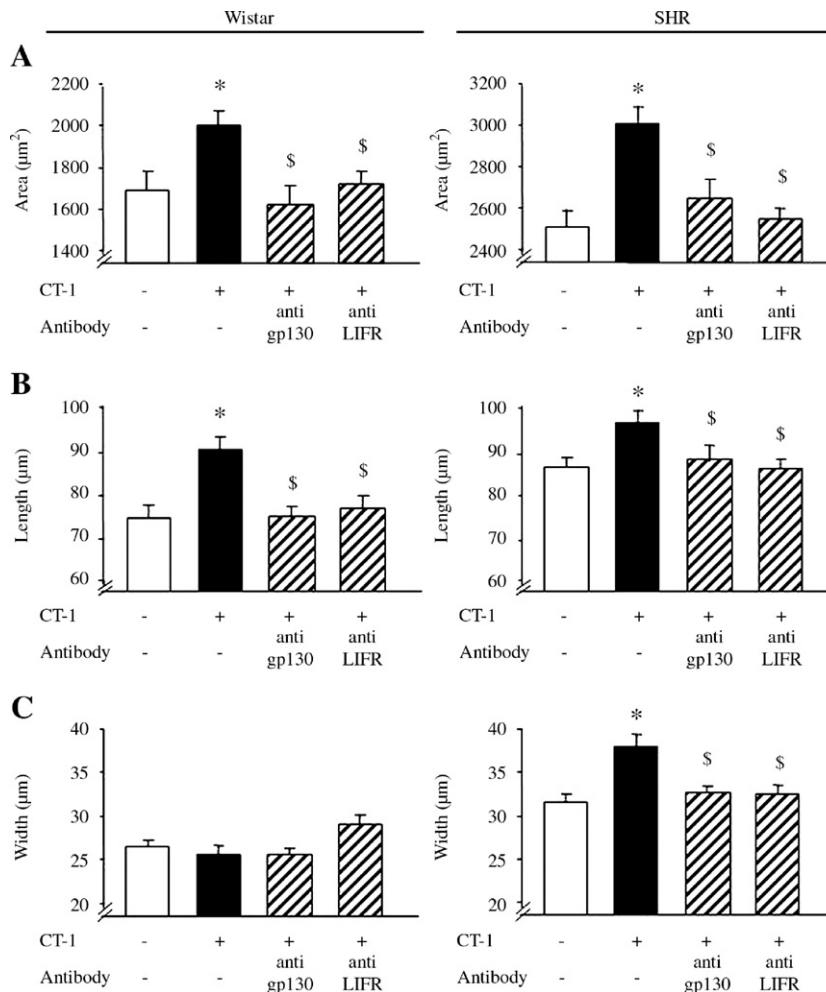 Wistar SHR
A
2200
2000
1800
1600
1400
Area (µm²)
* $ $
CT-1 - + + +
Antibody - - anti gp130 anti LIFR
3200
3000
2800
2600
2400
Area (µm²)
* $ $
CT-1 - + + +
Antibody - - anti gp130 anti LIFR
B
100
90
80
70
60
Length (µm)
* $ $
CT-1 - + + +
Antibody - - anti gp130 anti LIFR
100
90
80
70
60
Length (µm)
* $ $
CT-1 - + + +
Antibody - - anti gp130 anti LIFR
C
40
35
30
25
20
Width (µm)
CT-1 - + + +
Antibody - - anti gp130 anti LIFR
40
35
30
25
20
Width (µm)
* $ $
CT-1 - + + +
Antibody - - anti gp130 anti LIFR